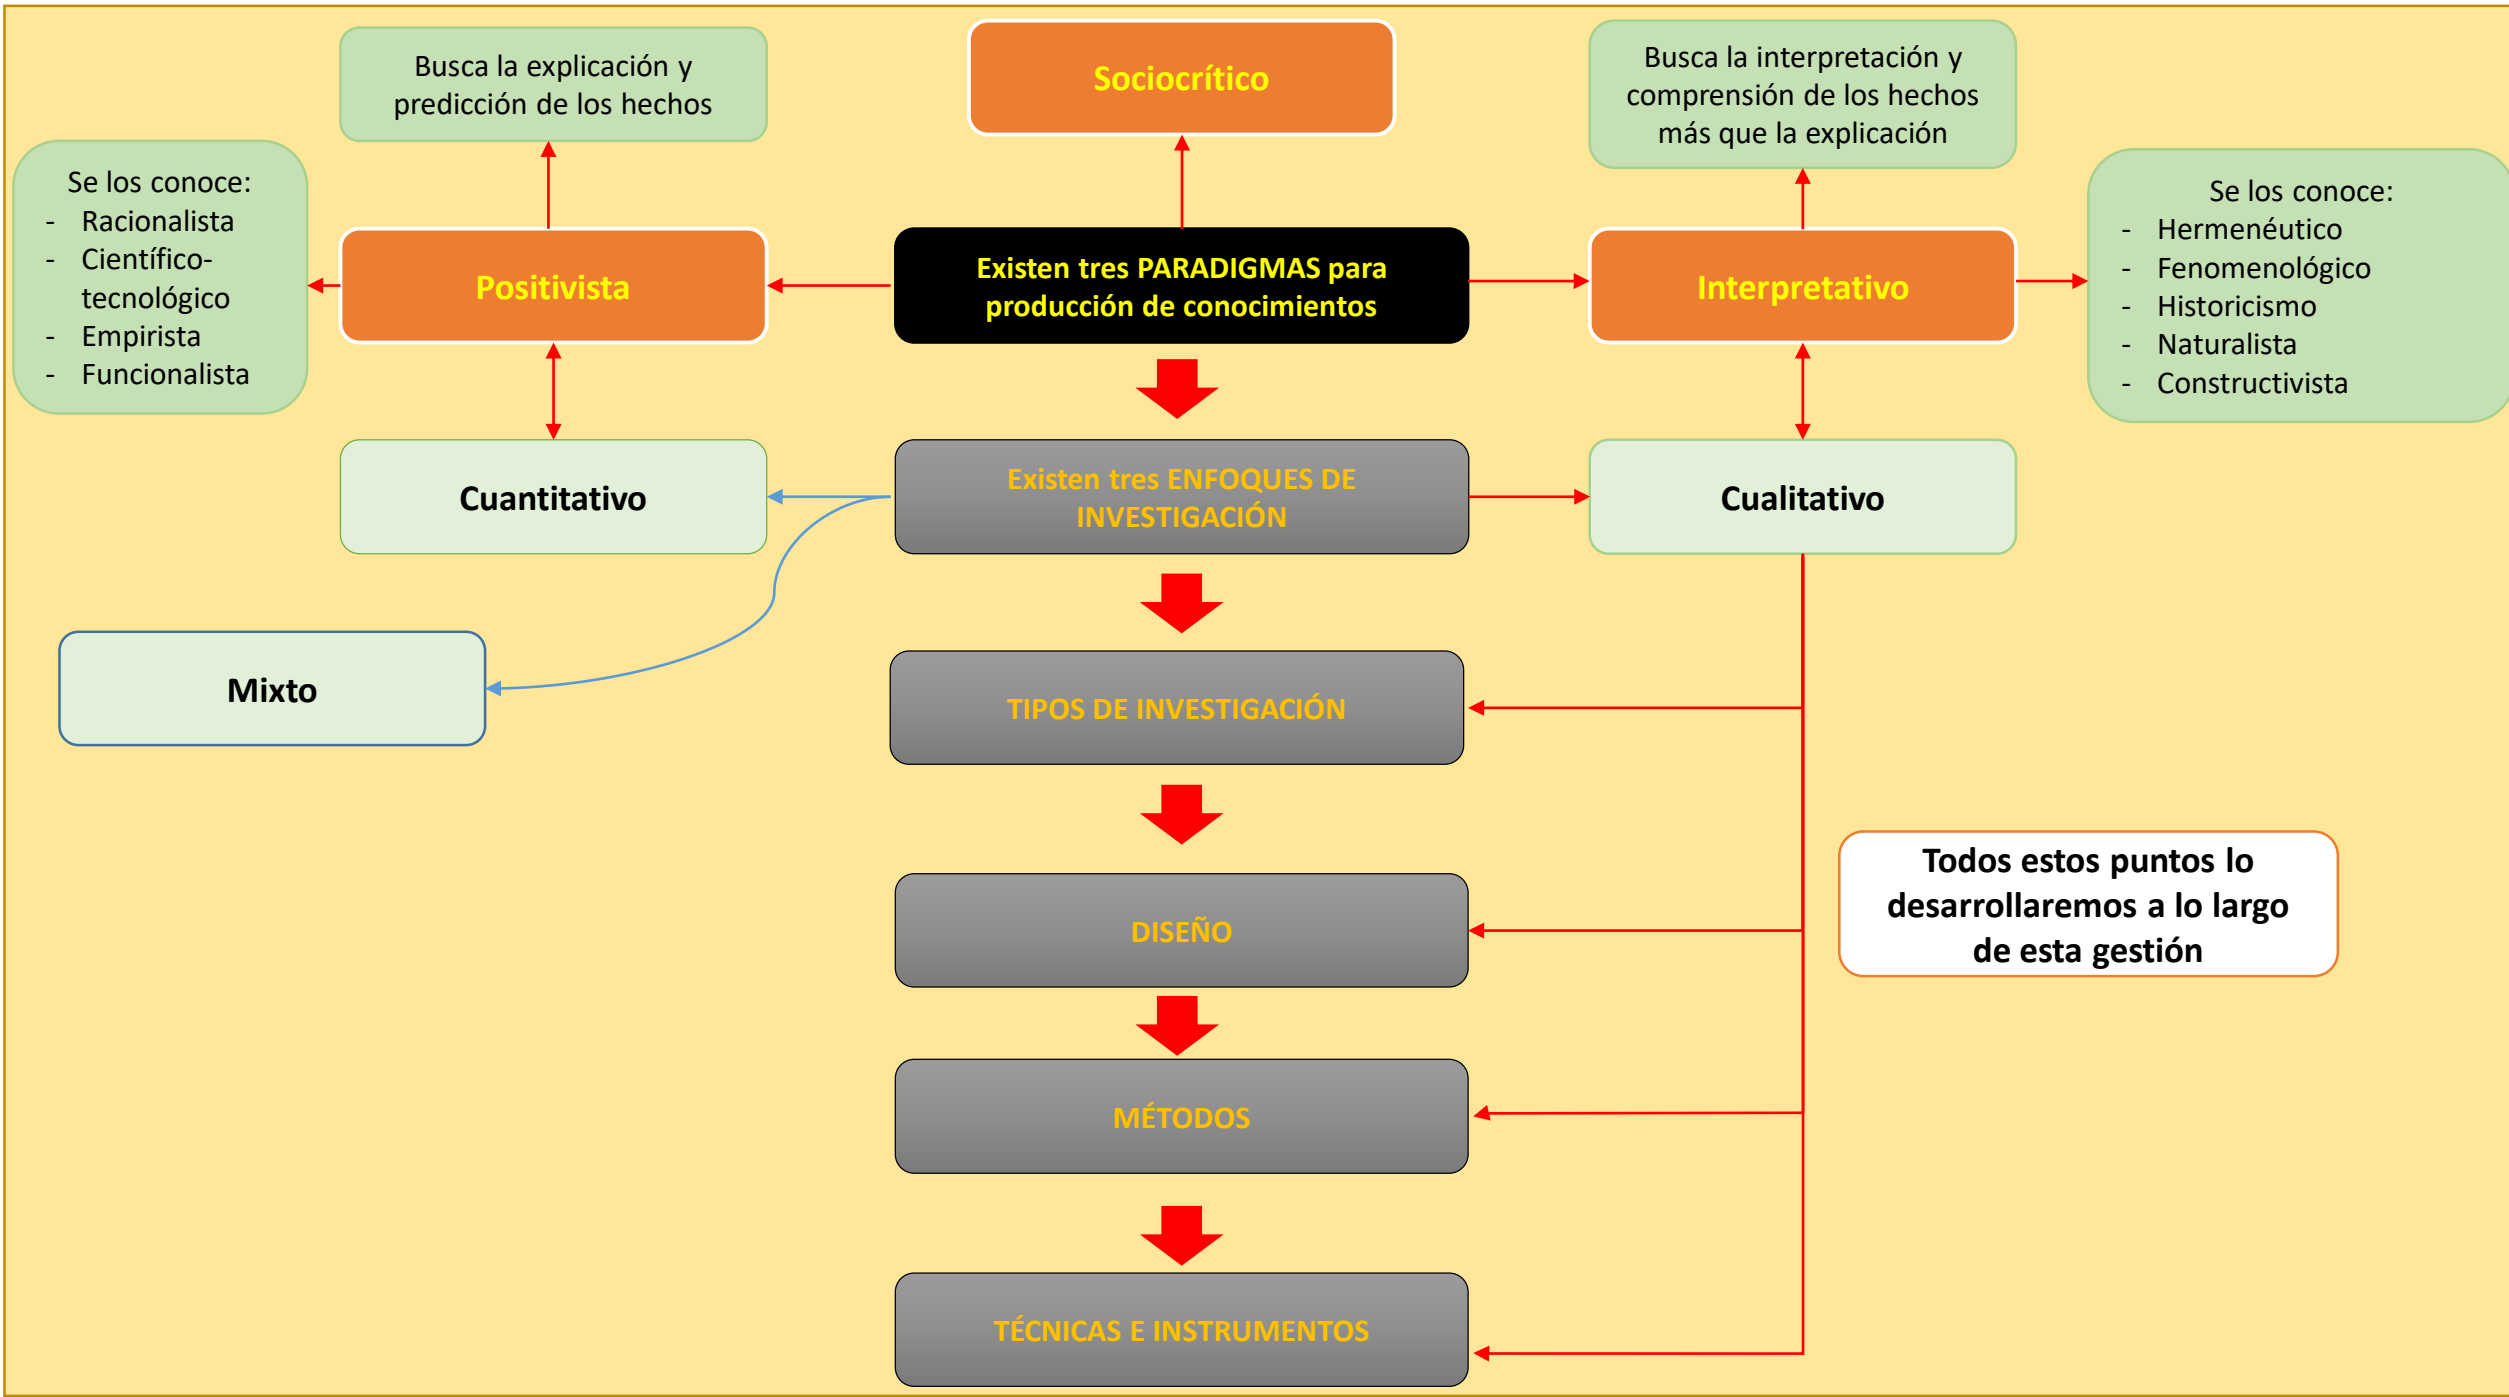 Busca la explicación y
predicción de los hechos
Sociocrítico
Busca la interpretación y
comprensión de los hechos
más que la explicación
Se los conoce:
- Racionalista
- Científico-
tecnológico
- Empirista
- Funcionalista
Positivista
Existen tres PARADIGMAS para
producción de conocimientos
Interpretativo
Se los conoce:
- Hermenéutico
- Fenomenológico
- Historicismo
- Naturalista
- Constructivista
Cuantitativo
Existen tres ENFOQUES DE
INVESTIGACIÓN
Cualitativo
Mixto
TIPOS DE INVESTIGACIÓN
Todos estos puntos lo
desarrollaremos a lo largo
de esta gestión
DISEÑO
MÉTODOS
TÉCNICAS E INSTRUMENTOS